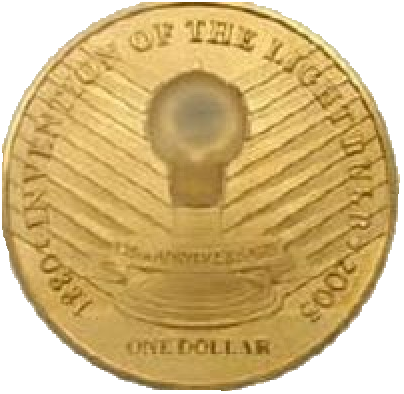 1880 · INVENTION OF THE LIGHT BULB · 2005
125th ANNIVERSARY
ONE DOLLAR